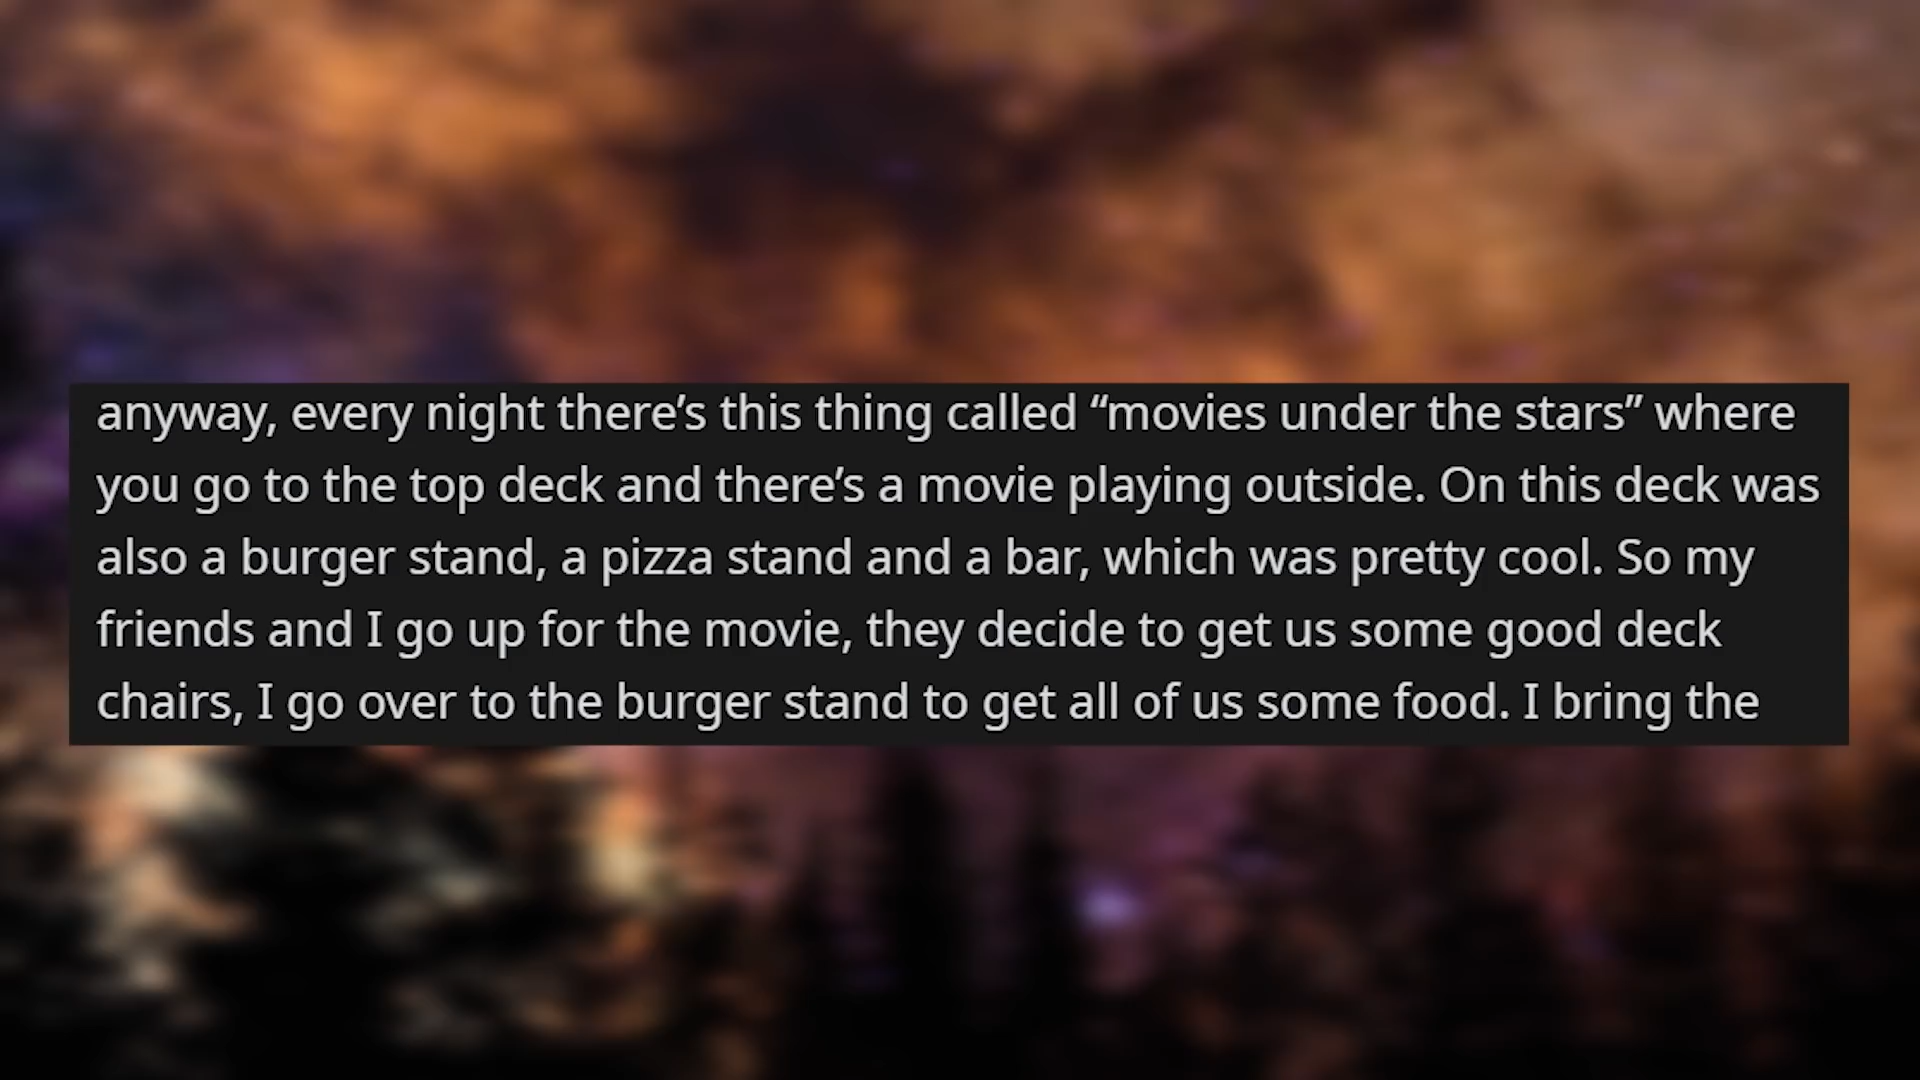 anyway, every night there’s this thing called “movies under the stars” where
you go to the top deck and there’s a movie playing outside. On this deck was
also a burger stand, a pizza stand and a bar, which was pretty cool. So my
friends and I go up for the movie, they decide to get us some good deck
chairs, I go over to the burger stand to get all of us some food. I bring the